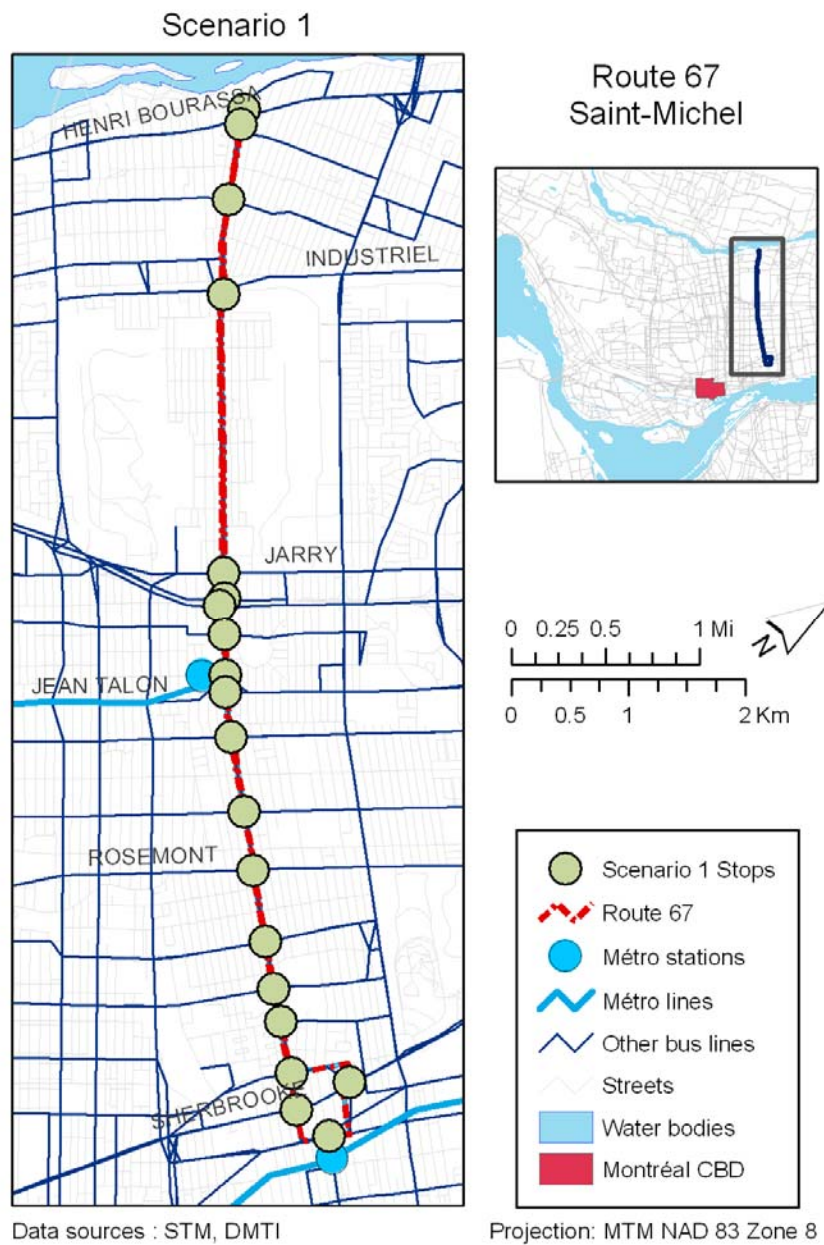 Scenario 1
HENRI BOURASSA
INDUSTRIEL
JARRY
JEAN TALON
ROSEMONT
SHERBROOKE
Data sources : STM, DMTI
Route 67
Saint-Michel
0 0.25 0.5 1 Mi
0 0.5 1 2 Km
N
Scenario 1 Stops
Route 67
Métro stations
Métro lines
Other bus lines
Streets
Water bodies
Montréal CBD
Projection: MTM NAD 83 Zone 8